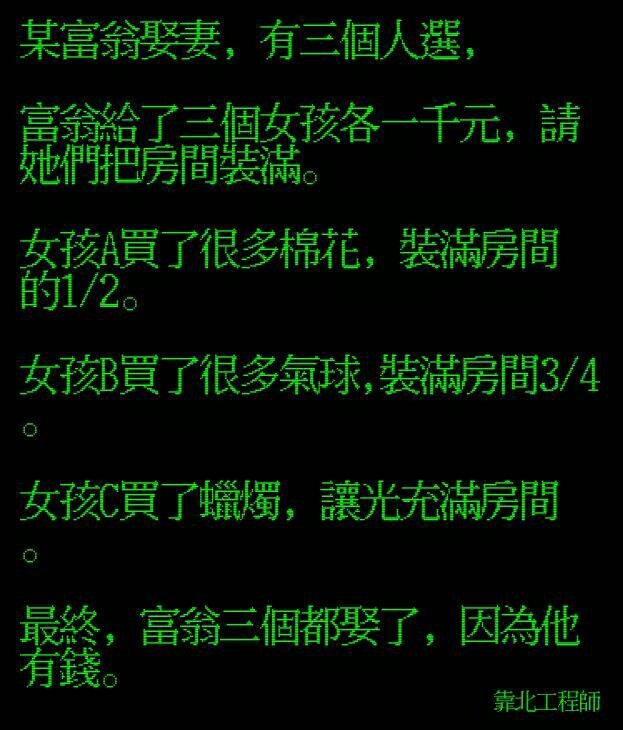 某富翁娶妻，有三個人選，
富翁給了三個女孩各一千元，請
她們把房間裝滿。
女孩A買了很多棉花，裝滿房間
的1/2。
女孩B買了很多氣球,裝滿房間3/4
。
女孩C買了蠟燭，讓光充滿房間
。
最終，富翁三個都娶了，因為他
有錢。
靠北工程師